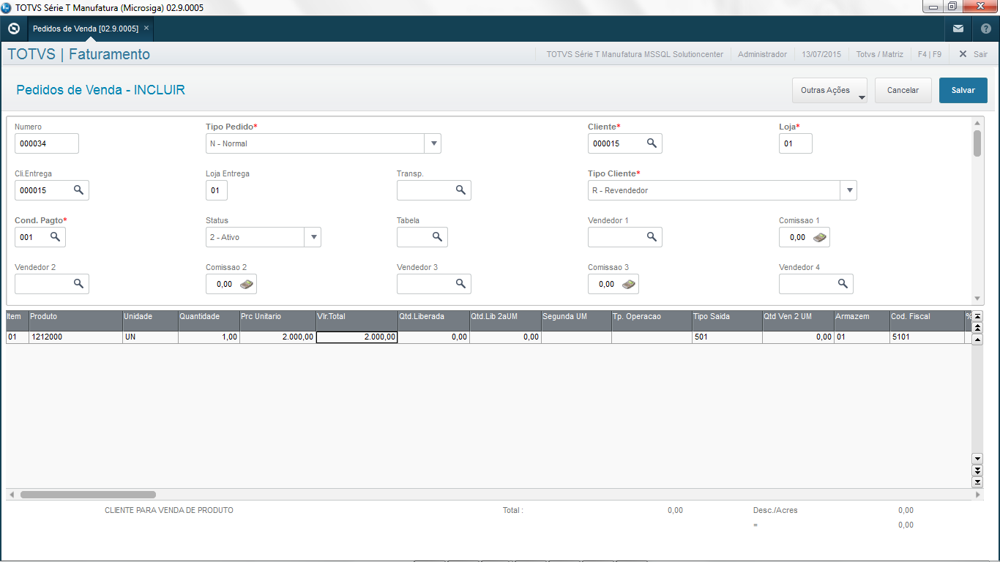 TOTVS Série T Manufatura (Microsiga) 02.9.0005
Pedidos de Venda [02.9.0005] ×
TOTVS | Faturamento
TOTVS Série T Manufatura MSSQL Solutioncenter
Administrador
13/07/2015
Totvs / Matriz
F4 | F9
Sair
Pedidos de Venda - INCLUIR
Outras Ações
Cancelar
Salvar
Numero
Tipo Pedido*
Cliente*
Loja*
000034
N - Normal
000015
01
Cli.Entrega
Loja Entrega
Transp.
Tipo Cliente*
000015
01
R - Revendedor
Cond. Pagto*
Status
Tabela
Vendedor 1
Comissao 1
001
2 - Ativo
0,00
Vendedor 2
Comissao 2
Vendedor 3
Comissao 3
Vendedor 4
0,00
0,00
Item Produto Unidade Quantidade Prc Unitario Vlr.Total Qtd.Liberada Qtd.Lib 2aUM Segunda UM Tp. Operacao Tipo Saida Qtd Ven 2 UM Armazem Cod. Fiscal %
01 1212000 UN 1,00 2.000,00 2.000,00 0,00 0,00 501 0,00 01 5101
CLIENTE PARA VENDA DE PRODUTO
Total :
0,00
Desc./Acres
0,00
=
0,00